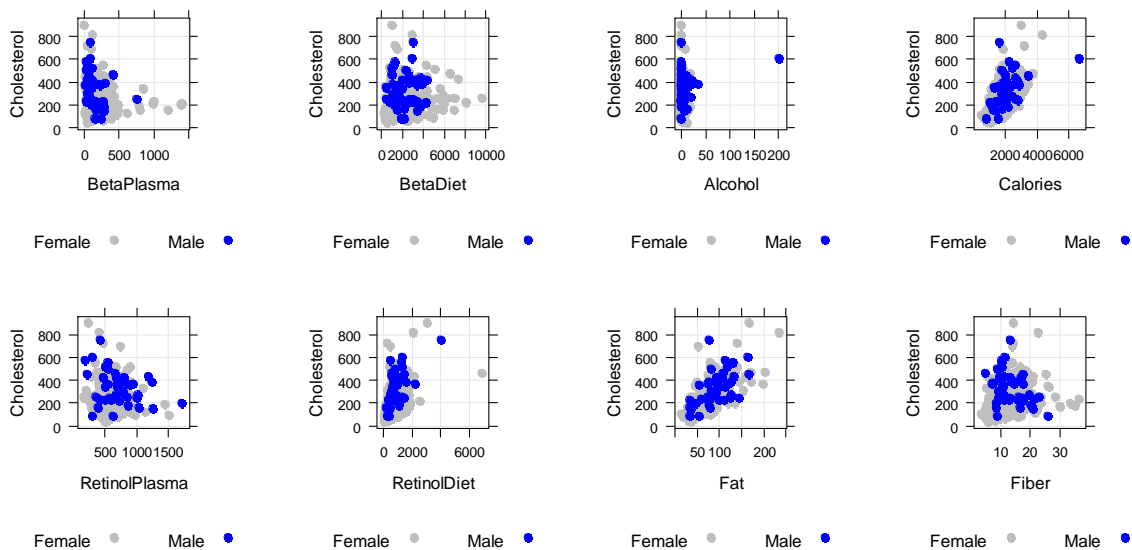 Cholesterol
800
600
400
200
0
0 500 1000
BetaPlasma
Female Male
Cholesterol
800
600
400
200
0
0 2000 6000 10000
BetaDiet
Female Male
Cholesterol
800
600
400
200
0
0 50 100 150 200
Alcohol
Female Male
Cholesterol
800
600
400
200
0
2000 4000 6000
Calories
Female Male
Cholesterol
800
600
400
200
0
500 1000 1500
RetinolPlasma
Female Male
Cholesterol
800
600
400
200
0
0 2000 6000
RetinolDiet
Female Male
Cholesterol
800
600
400
200
0
50 100 200
Fat
Female Male
Cholesterol
800
600
400
200
0
10 20 30
Fiber
Female Male